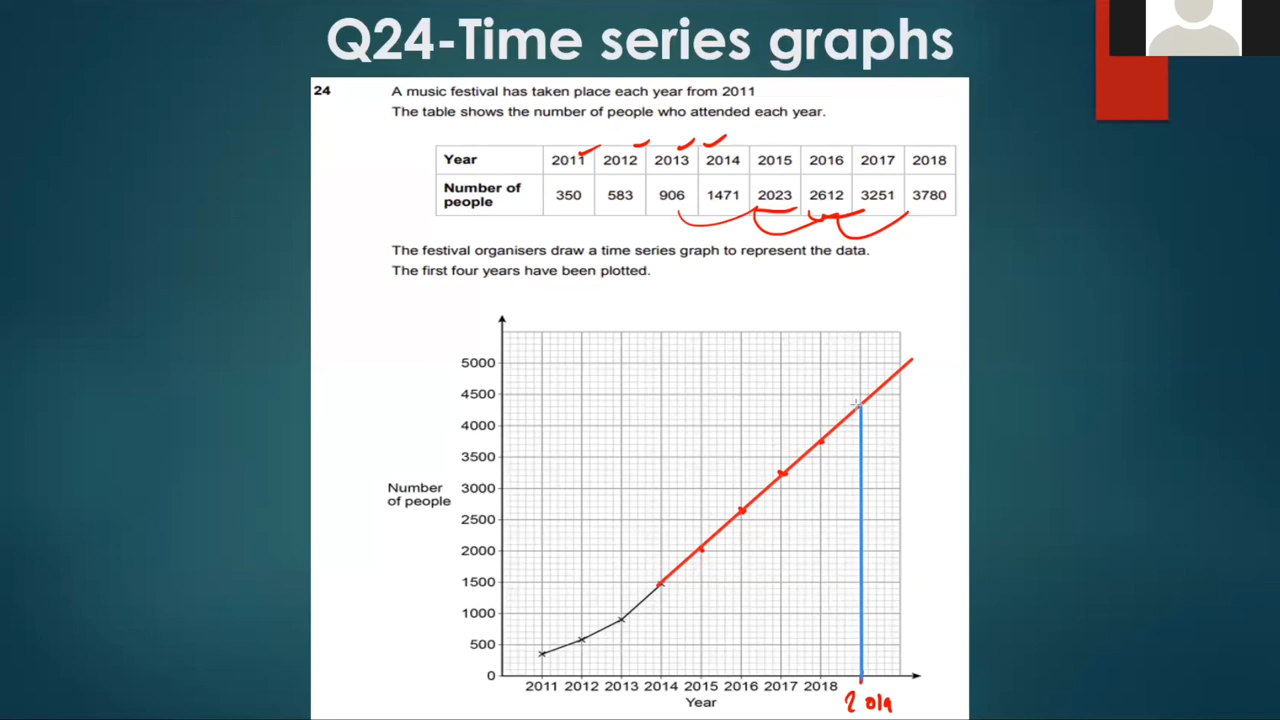 Q24-Time series graphs
24 A music festival has taken place each year from 2011
The table shows the number of people who attended each year.
Year 2011 2012 2013 2014 2015 2016 2017 2018
Number of people 350 583 906 1471 2023 2612 3251 3780
The festival organisers draw a time series graph to represent the data.
The first four years have been plotted.
5000
4500
4000
3500
3000
2500
2000
1500
1000
500
0
Number
of people
2011 2012 2013 2014 2015 2016 2017 2018
Year
2019